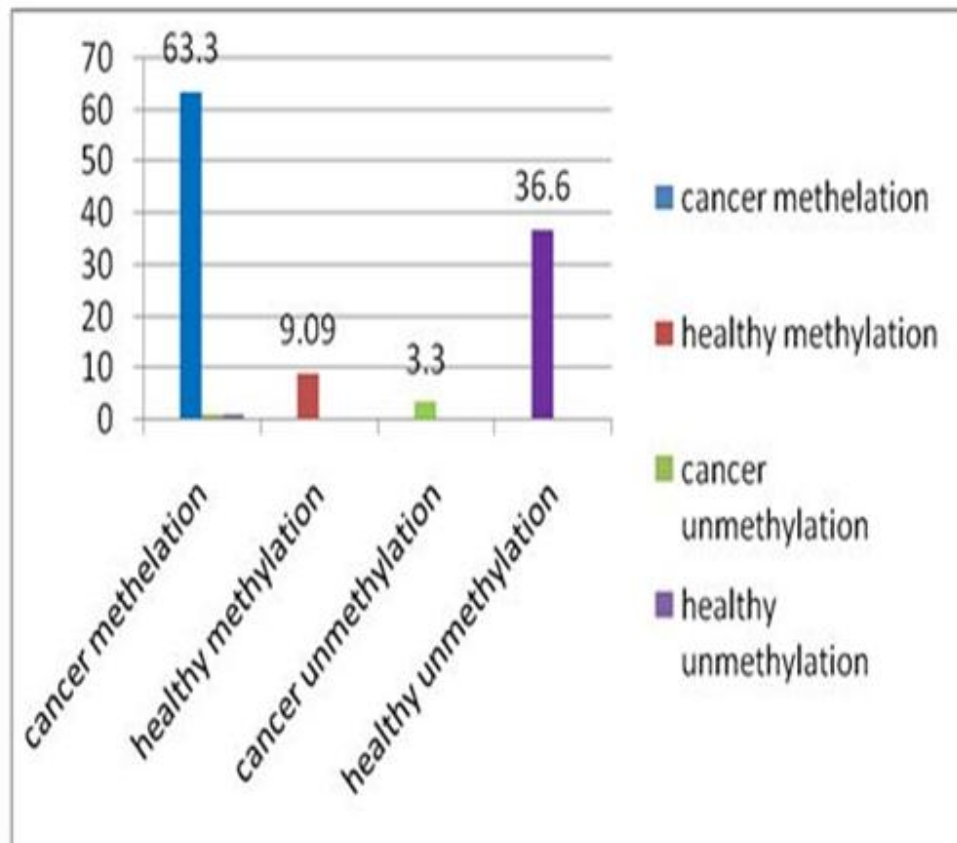 63.3
70
60
50
40
30
20
10
0
9.09
3.3
36.6
cancer methelation
healthy methylation
cancer unmethylation
healthy unmethylation
cancer methelation
healthy methylation
cancer
unmethylation
healthy
unmethylation